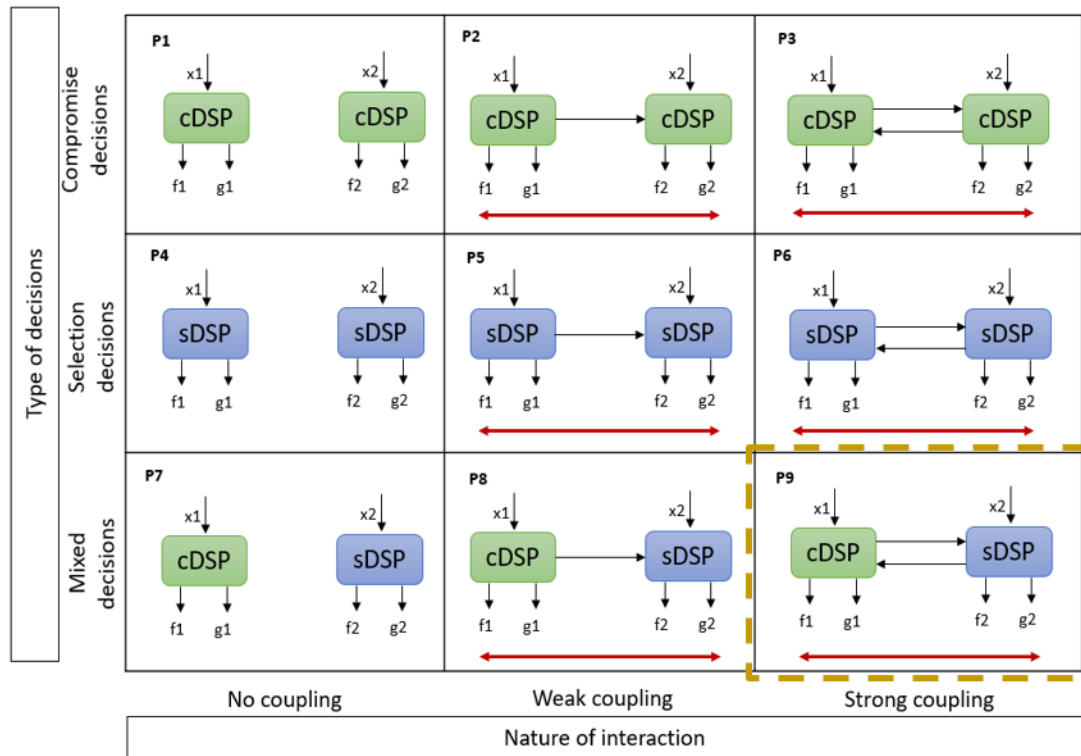 Type of decisions
Compromise
decisions
P1
x1
x2
cDSP
cDSP
f1
g1
f2
g2
P2
x1
x2
cDSP
cDSP
f1
g1
f2
g2
P3
x1
x2
cDSP
cDSP
f1
g1
f2
g2
Selection
decisions
P4
x1
x2
sDSP
sDSP
f1
g1
f2
g2
P5
x1
x2
sDSP
sDSP
f1
g1
f2
g2
P6
x1
x2
sDSP
sDSP
f1
g1
f2
g2
Mixed
decisions
P7
x1
x2
cDSP
sDSP
f1
g1
f2
g2
P8
x1
x2
cDSP
sDSP
f1
g1
f2
g2
P9
x1
x2
cDSP
sDSP
f1
g1
f2
g2
No coupling
Weak coupling
Strong coupling
Nature of interaction